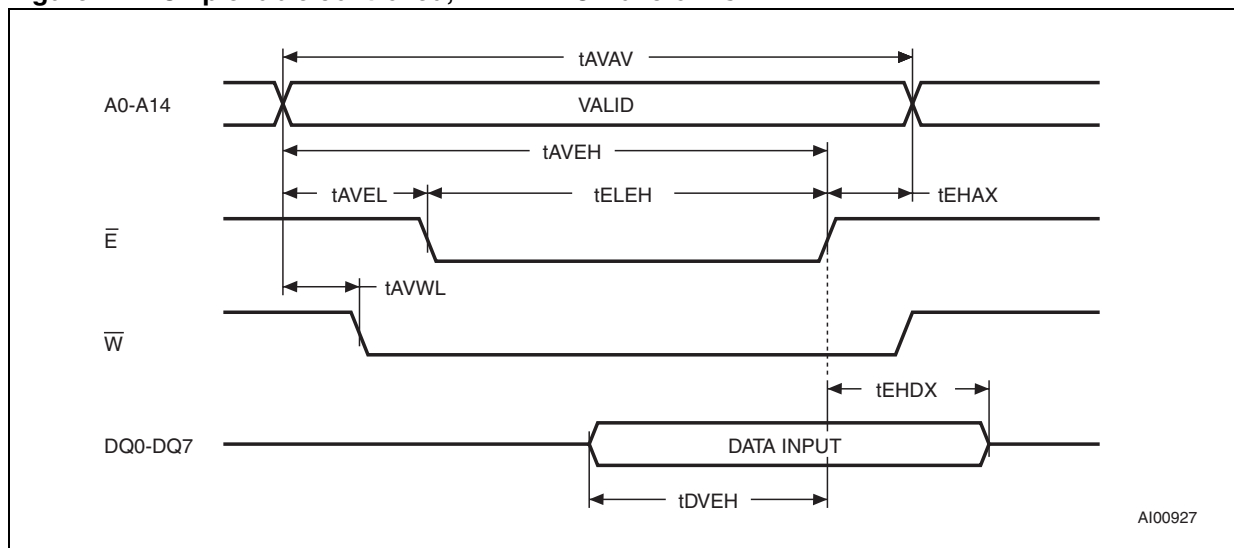 tAVAV
A0-A14
VALID
tAVEH
tAVEL
tELEH
tEHAX
E̅
tAVWL
W̅
tEHDX
DQ0-DQ7
DATA INPUT
tDVEH
AI00927